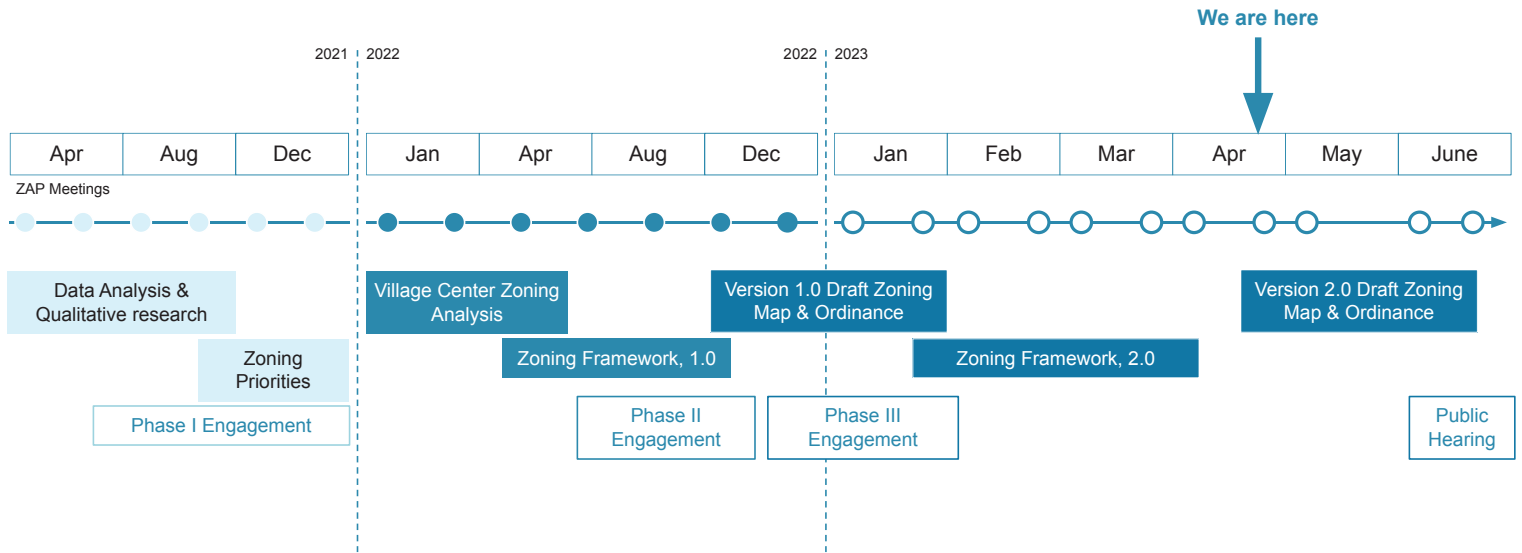 We are here
2021
2022
2022
2023
Apr
Aug
Dec
Jan
Apr
Aug
Dec
Jan
Feb
Mar
Apr
May
June
ZAP Meetings
Data Analysis &
Qualitative research
Village Center Zoning
Analysis
Version 1.0 Draft Zoning
Map & Ordinance
Version 2.0 Draft Zoning
Map & Ordinance
Zoning
Priorities
Zoning Framework, 1.0
Zoning Framework, 2.0
Phase I Engagement
Phase II
Engagement
Phase III
Engagement
Public
Hearing